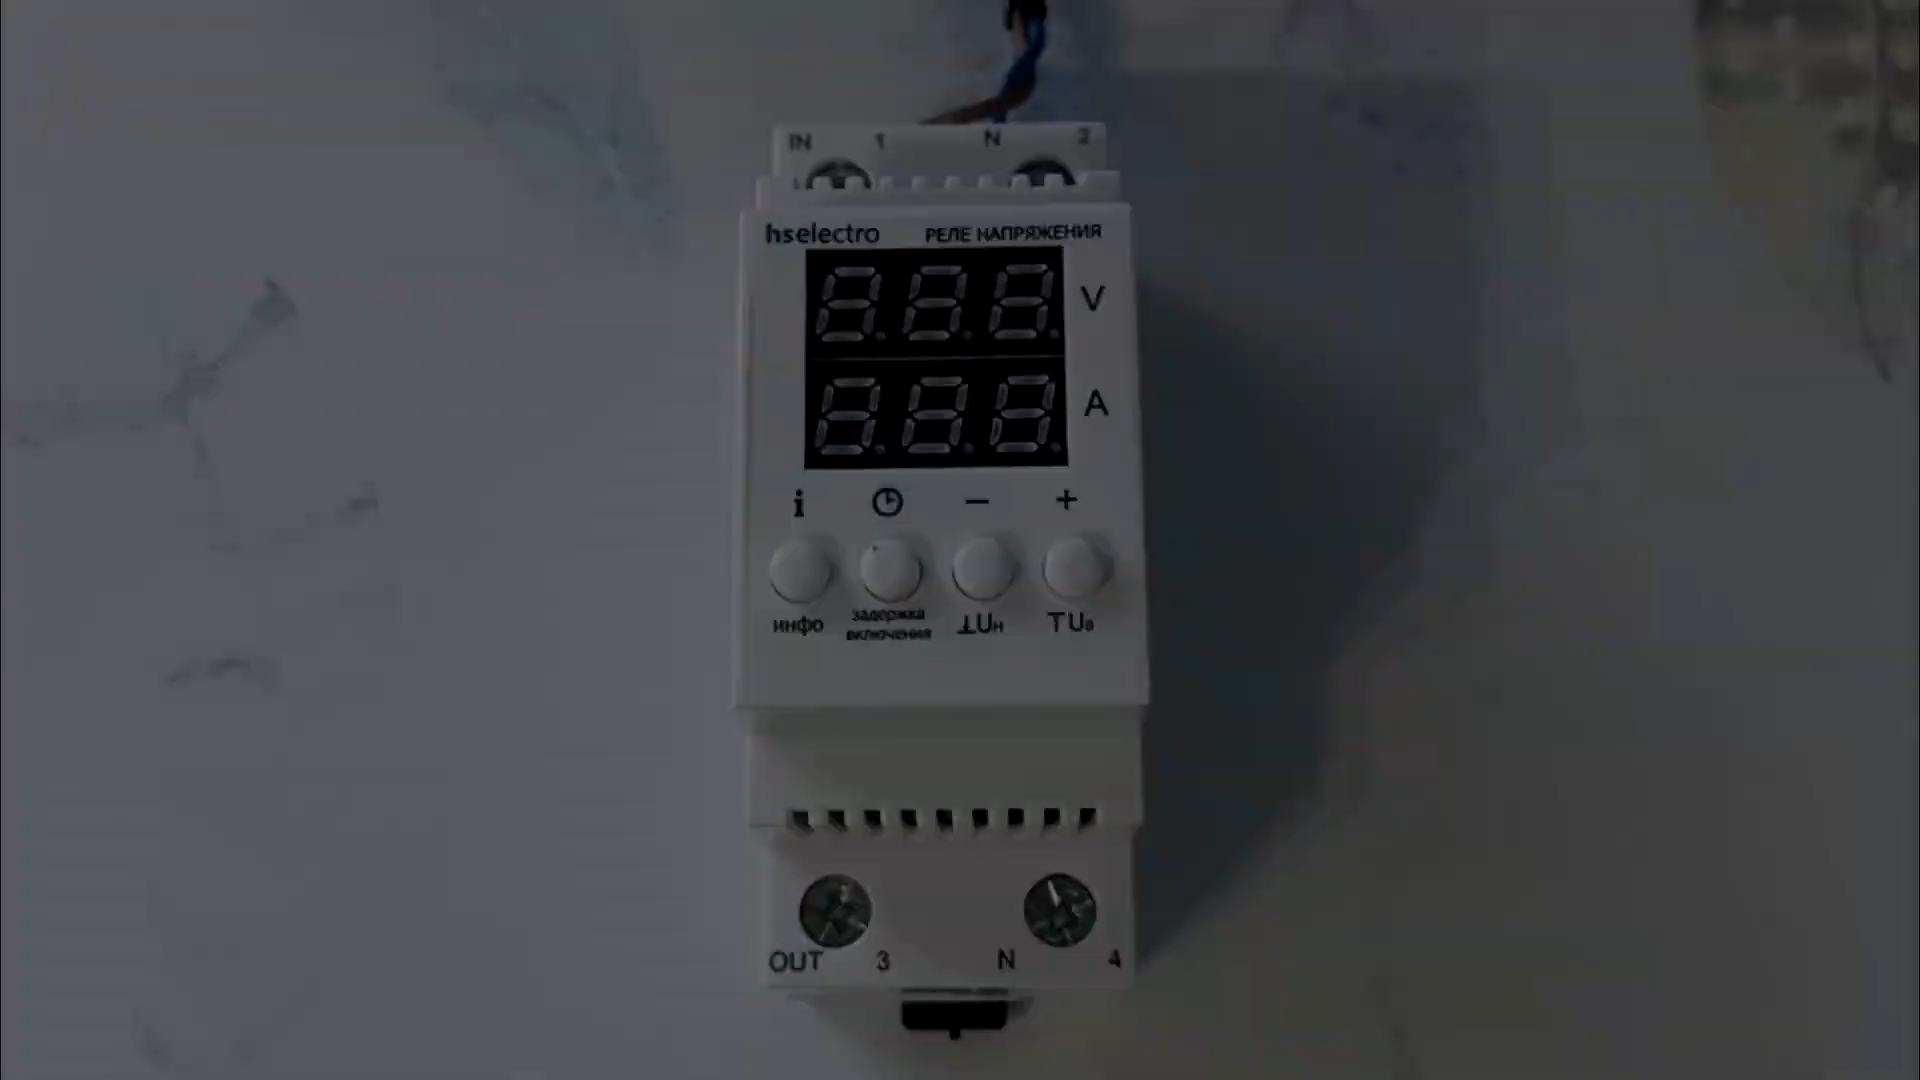 IN 1 N 2
hselectro РЕЛЕ НАПРЯЖЕНИЯ
V
A
i − +
инфо задержка включения ⊥Uн ⊤Uв
OUT 3 N 4